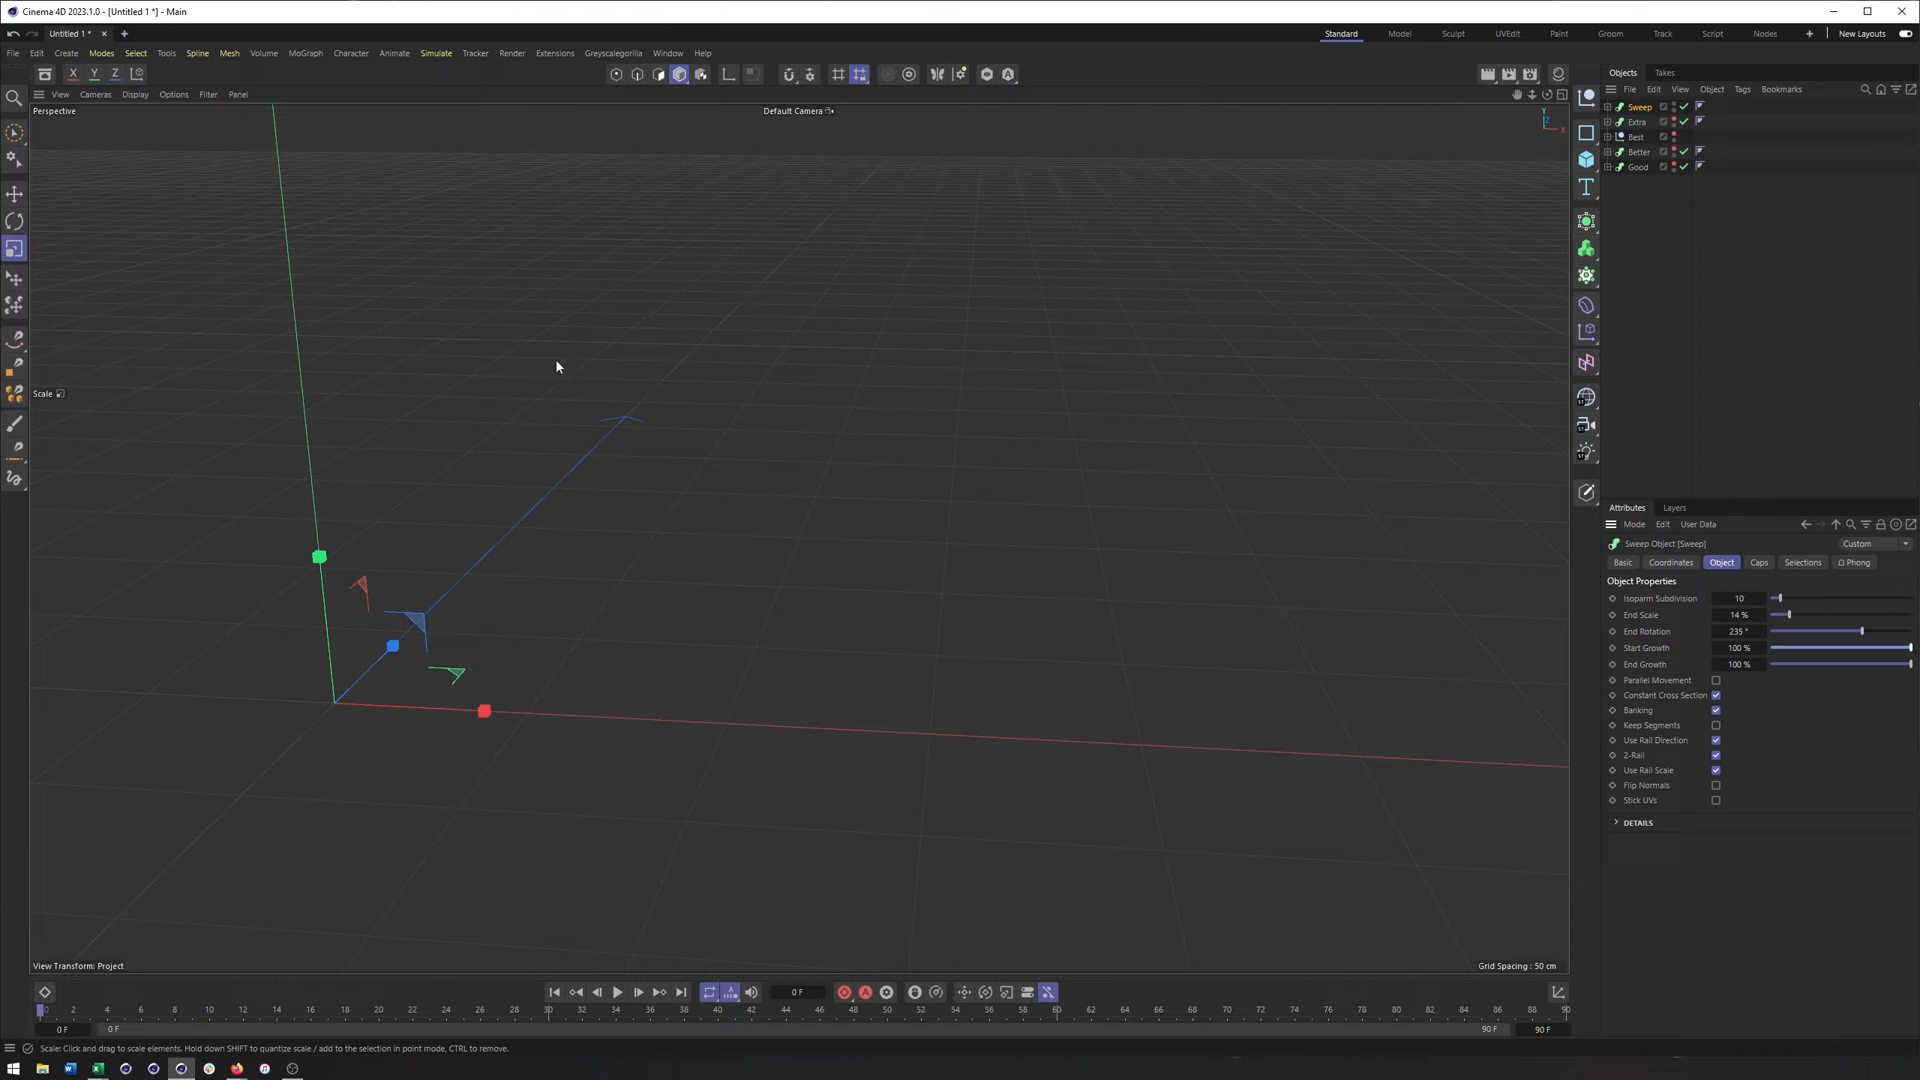 Cinema 4D 2023.1.0 - [Untitled 1 *] - Main
Untitled 1 *
Standard Model Sculpt UVEdit Paint Groom Track Script Nodes New Layouts
File Edit Create Modes Select Tools Spline Mesh Volume MoGraph Character Animate Simulate Tracker Render Extensions Greyscalegorilla Window Help
X Y Z
View Cameras Display Options Filter Panel
Perspective
Default Camera
Y
Z
X
Scale
View Transform: Project
Grid Spacing : 50 cm
Objects Takes
File Edit View Object Tags Bookmarks
Sweep
Extra
Best
Better
Good
Attributes Layers
Mode Edit User Data
Sweep Object [Sweep]
Custom
Basic Coordinates Object Caps Selections Phong
Object Properties
Isoparm Subdivision 10
End Scale 14 %
End Rotation 235 °
Start Growth 100 %
End Growth 100 %
Parallel Movement
Constant Cross Section
Banking
Keep Segments
Use Rail Direction
2-Rail
Use Rail Scale
Flip Normals
Stick UVs
DETAILS
0 F
0 2 4 6 8 10 12 14 16 18 20 22 24 26 28 30 32 34 36 38 40 42 44 46 48 50 52 54 56 58 60 62 64 66 68 70 72 74 76 78 80 82 84 86 88 90
0 F 0 F 90 F 90 F
Scale: Click and drag to scale elements. Hold down SHIFT to quantize scale / add to the selection in point mode, CTRL to remove.